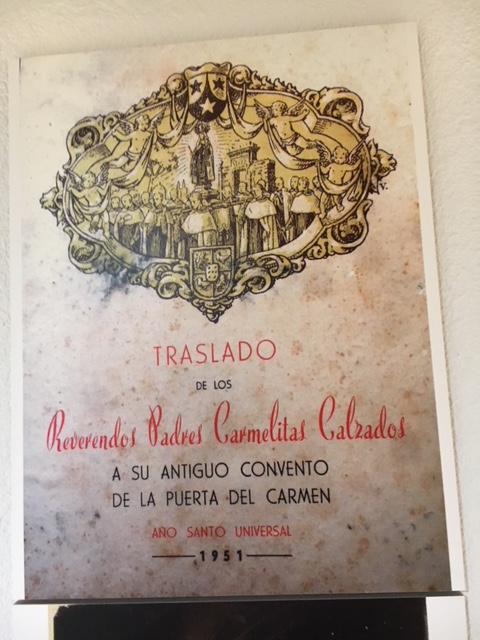 TRASLADO
DE LOS
Reverendos Padres Carmelitas Calzados
A SU ANTIGUO CONVENTO
DE LA PUERTA DEL CARMEN
AÑO SANTO UNIVERSAL
1951